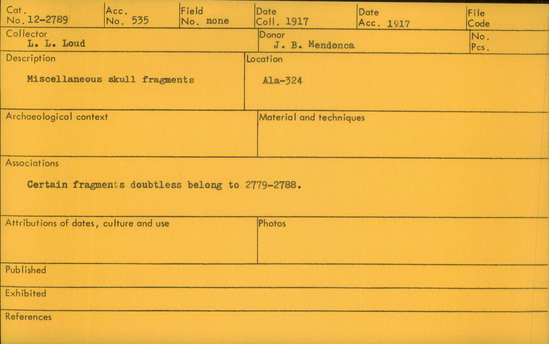 Cat. No. 12-2789 Acc. No. 535 Field No. none Date Coll. 1917 Date Acc. 1917 File Code
Collector L. L. Loud Donor J. B. Mendonca No. Pcs.
Description Location
Miscellaneous skull fragments Ala-324
Archaeological context Material and techniques
Associations
Certain fragments doubtless belong to 2779-2788.
Attributions of dates, culture and use Photos
Published
Exhibited
References